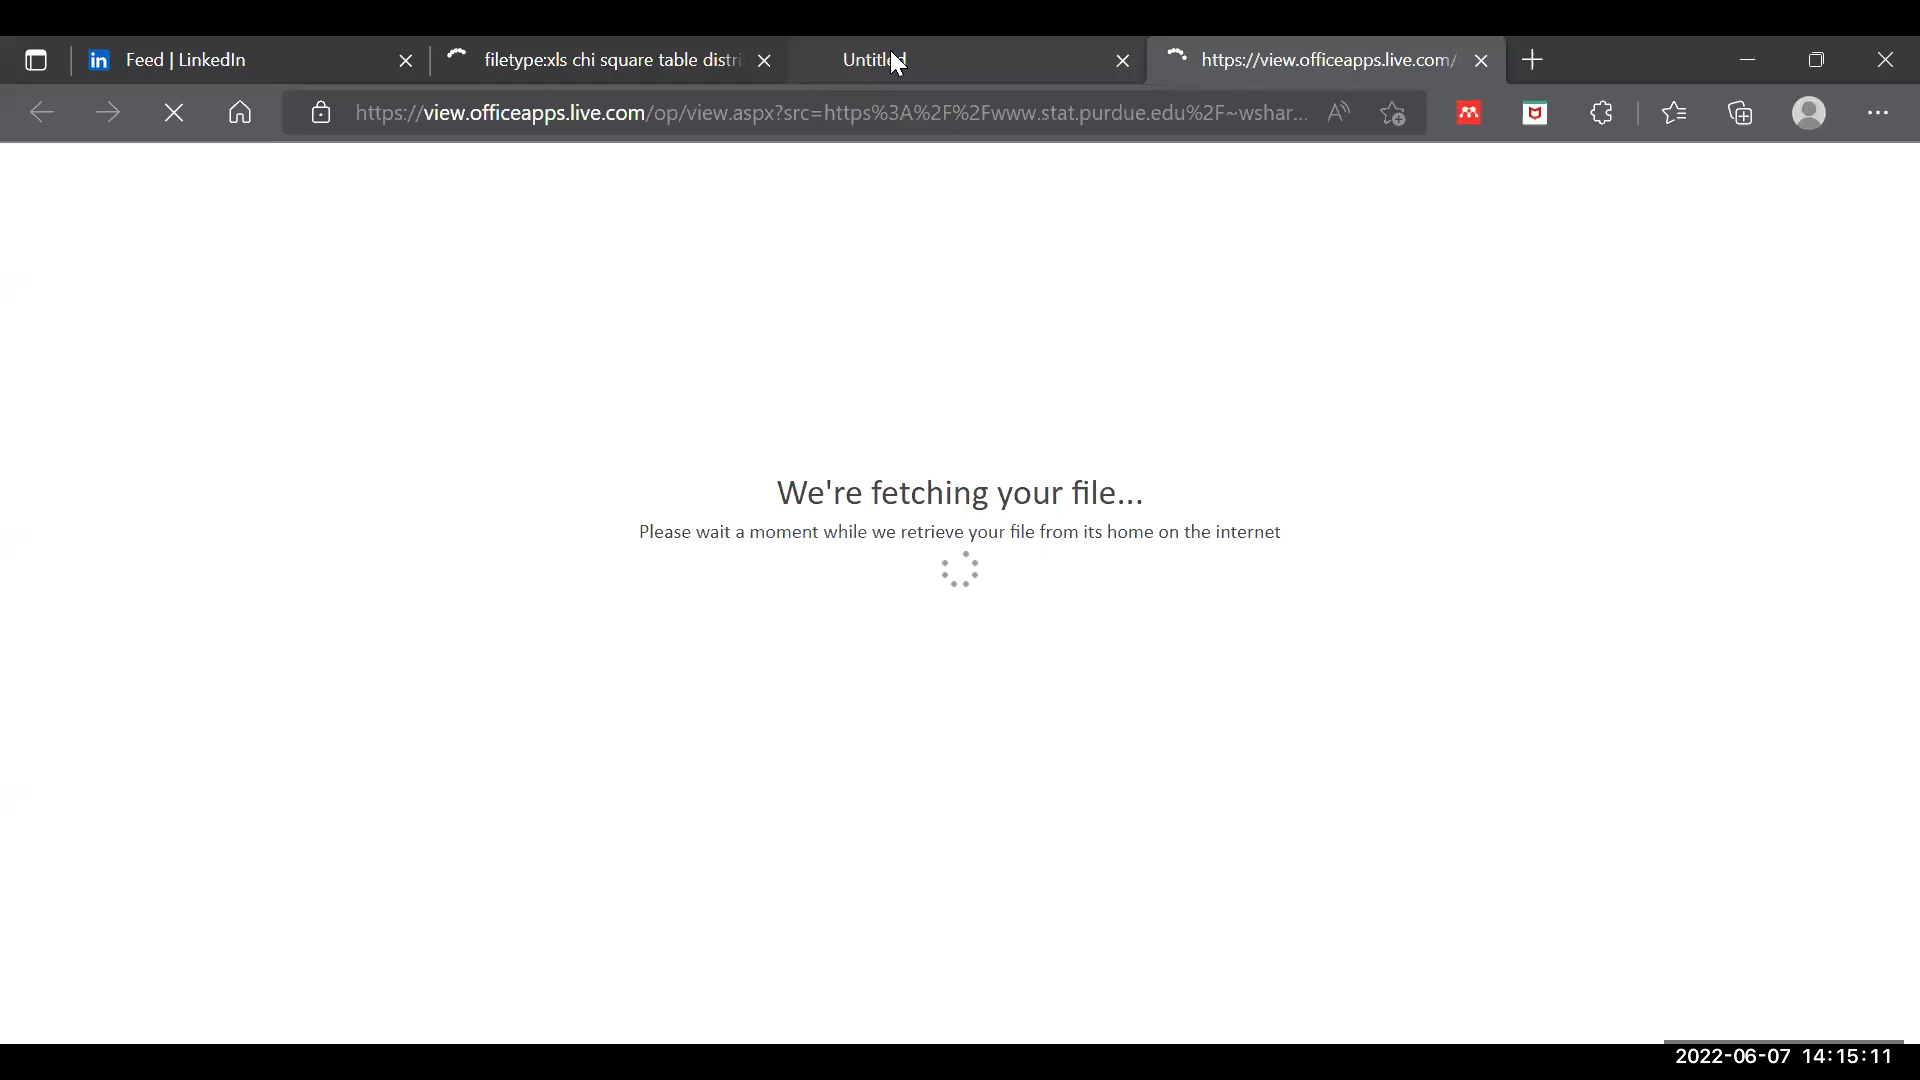 Feed | LinkedIn
filetype:xls chi square table distri
Untitled
https://view.officeapps.live.com/
https://view.officeapps.live.com/op/view.aspx?src=https%3A%2F%2Fwww.stat.purdue.edu%2F~wshar...
We're fetching your file...
Please wait a moment while we retrieve your file from its home on the internet
2022-06-07 14:15:11